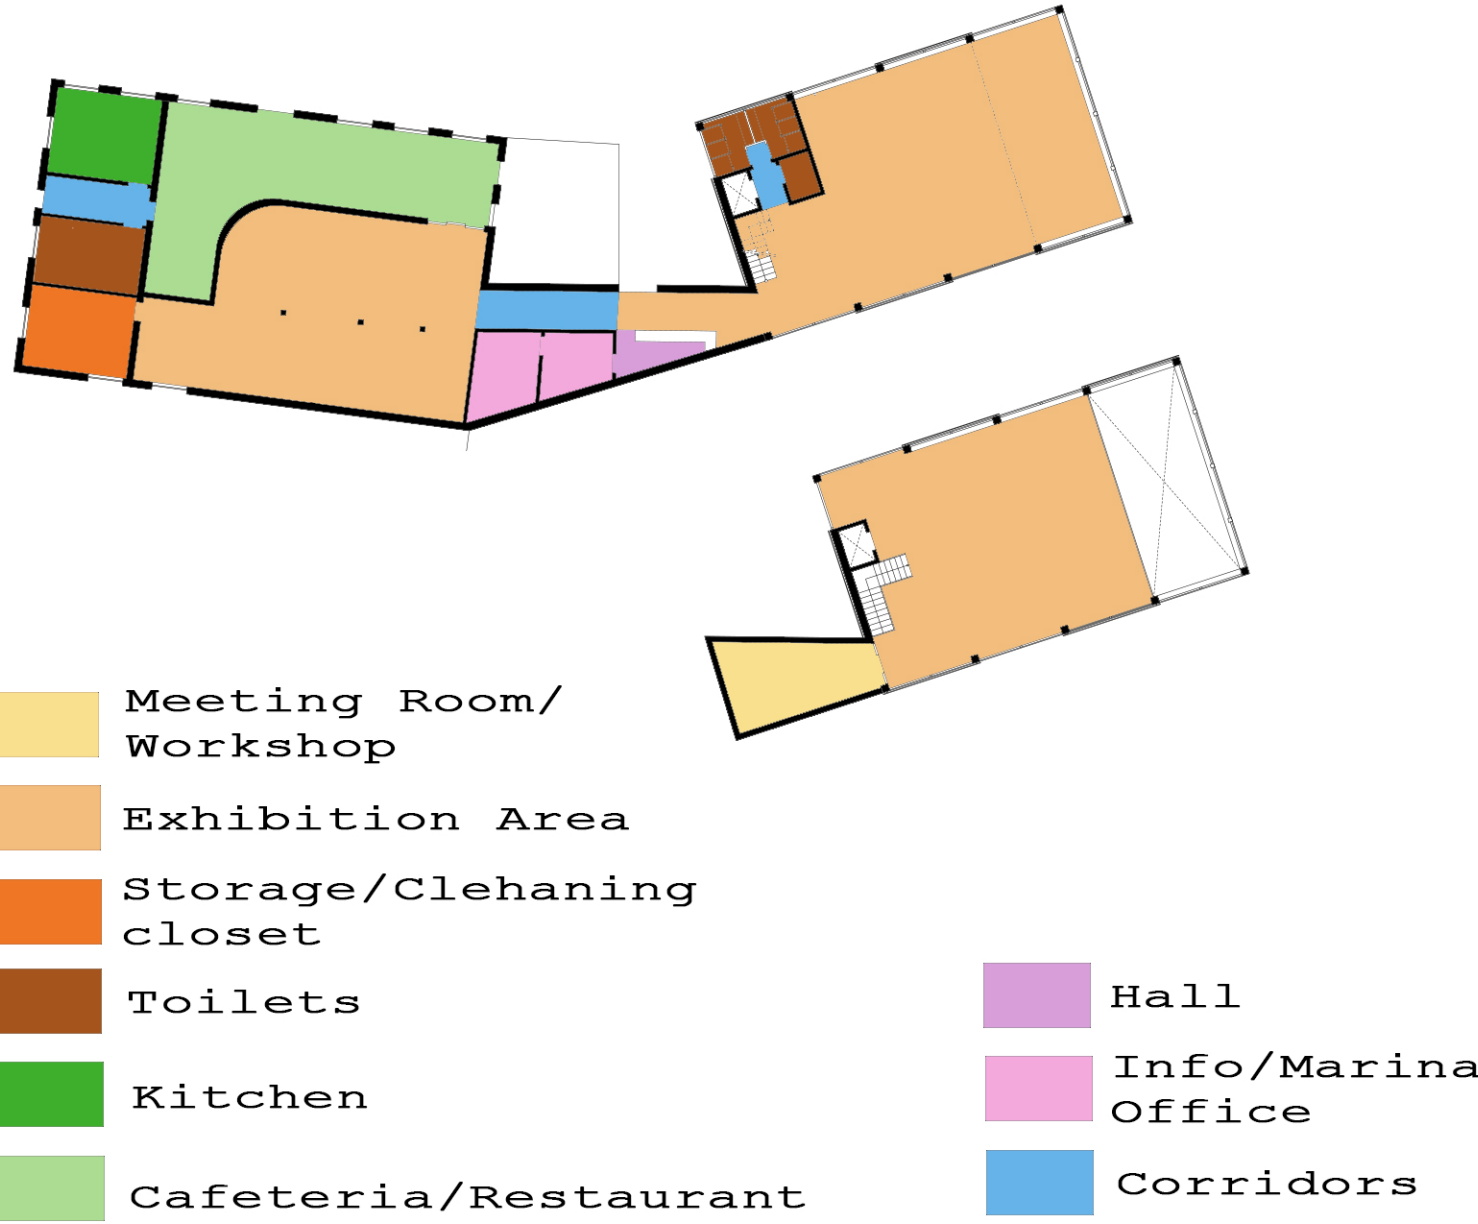 Meeting Room/
Workshop
Exhibition Area
Storage/Clehaning
closet
Toilets
Kitchen
Cafeteria/Restaurant
Hall
Info/Marina
Office
Corridors